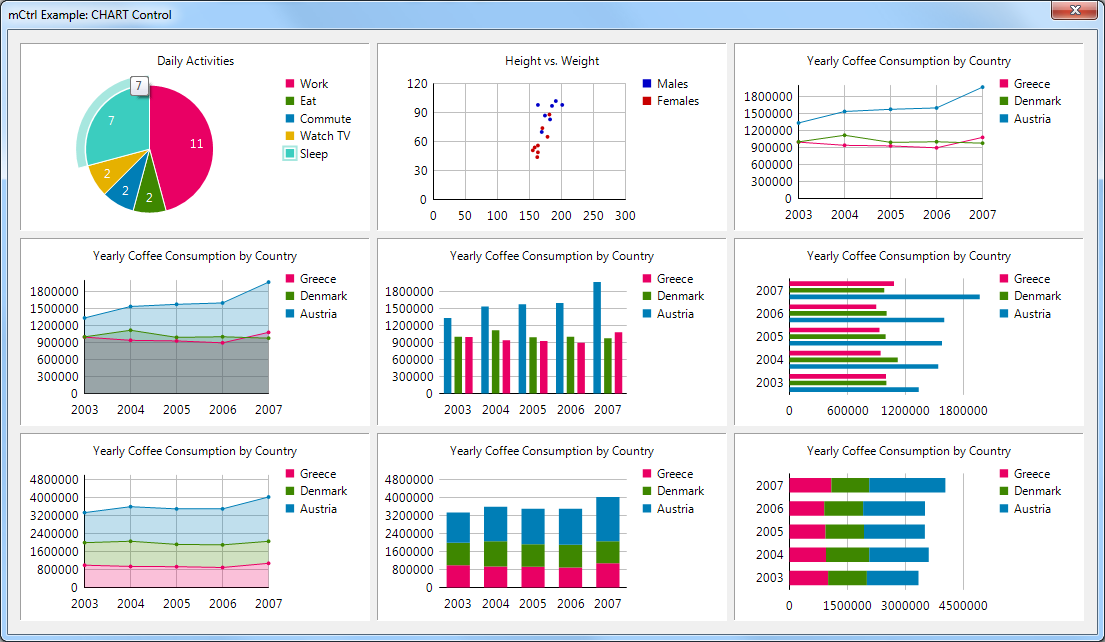 mCtrl Example: CHART Control
Daily Activities
7
7
11
2
2
2
Work
Eat
Commute
Watch TV
Sleep
Height vs. Weight
120
90
60
30
0
0 50 100 150 200 250 300
Males
Females
Yearly Coffee Consumption by Country
1800000
1500000
1200000
900000
600000
300000
0
2003 2004 2005 2006 2007
Greece
Denmark
Austria
Yearly Coffee Consumption by Country
1800000
1500000
1200000
900000
600000
300000
0
2003 2004 2005 2006 2007
Greece
Denmark
Austria
Yearly Coffee Consumption by Country
1800000
1500000
1200000
900000
600000
300000
0
2003 2004 2005 2006 2007
Greece
Denmark
Austria
Yearly Coffee Consumption by Country
2007
2006
2005
2004
2003
0 600000 1200000 1800000
Greece
Denmark
Austria
Yearly Coffee Consumption by Country
4800000
4000000
3200000
2400000
1600000
800000
0
2003 2004 2005 2006 2007
Greece
Denmark
Austria
Yearly Coffee Consumption by Country
4800000
4000000
3200000
2400000
1600000
800000
0
2003 2004 2005 2006 2007
Greece
Denmark
Austria
Yearly Coffee Consumption by Country
2007
2006
2005
2004
2003
0 1500000 3000000 4500000
Greece
Denmark
Austria